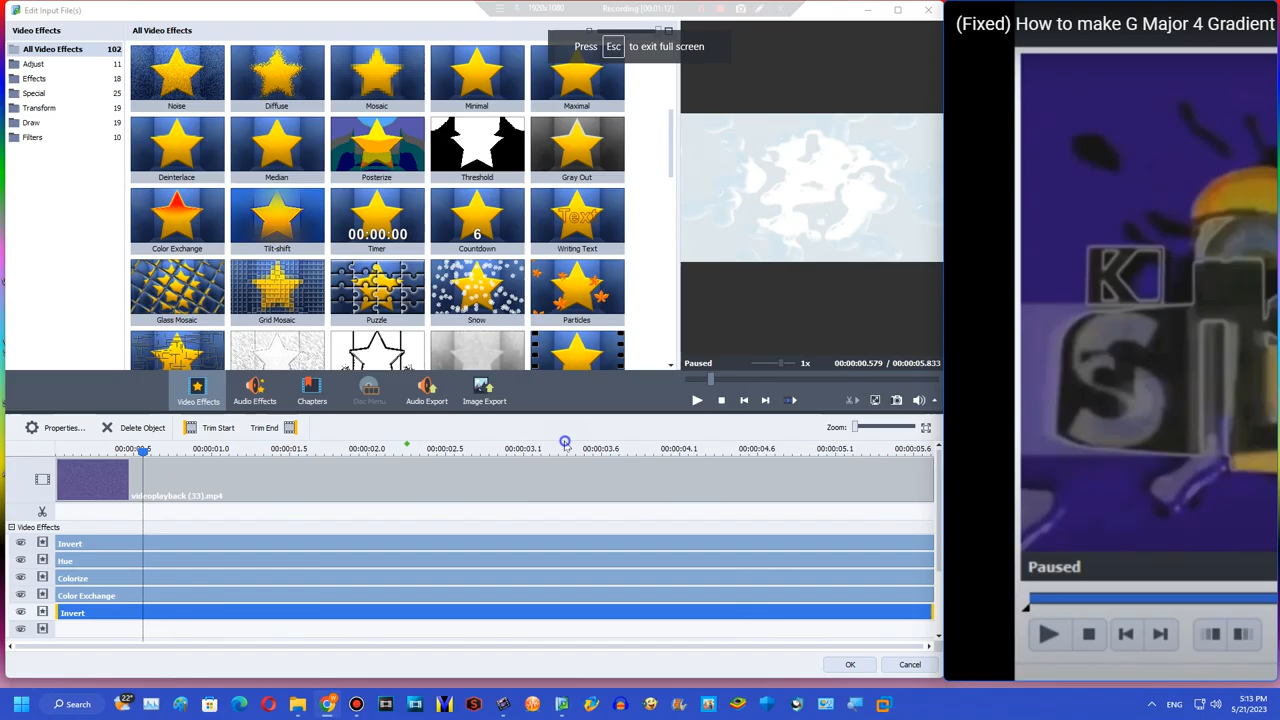 Edit Input File(s)
1920x1080
Recording [00:01:12]
(Fixed) How to make G Major 4 Gradient
Video Effects
All Video Effects
Press Esc to exit full screen
All Video Effects 102
Adjust 11
Effects 18
Special 25
Transform 19
Draw 19
Filters 10
Noise
Diffuse
Mosaic
Minimal
Maximal
Deinterlace
Median
Posterize
Threshold
Gray Out
00:00:00
6
Text
Color Exchange
Tilt-shift
Timer
Countdown
Writing Text
Glass Mosaic
Grid Mosaic
Puzzle
Snow
Particles
K
S
Paused
1x
00:00:00.579 / 00:00:05.833
Video Effects
Audio Effects
Chapters
Disc Menu
Audio Export
Image Export
Properties...
Delete Object
Trim Start
Trim End
Zoom:
00:00:01.0
00:00:01.5
00:00:02.0
00:00:02.5
00:00:03.1
00:00:03.6
00:00:04.1
00:00:04.6
00:00:05.1
00:00:05.6
videoplayback (33).mp4
Video Effects
Invert
Hue
Colorize
Color Exchange
Invert
Paused
OK
Cancel
22°
Search
ENG
5:13 PM
5/21/2023